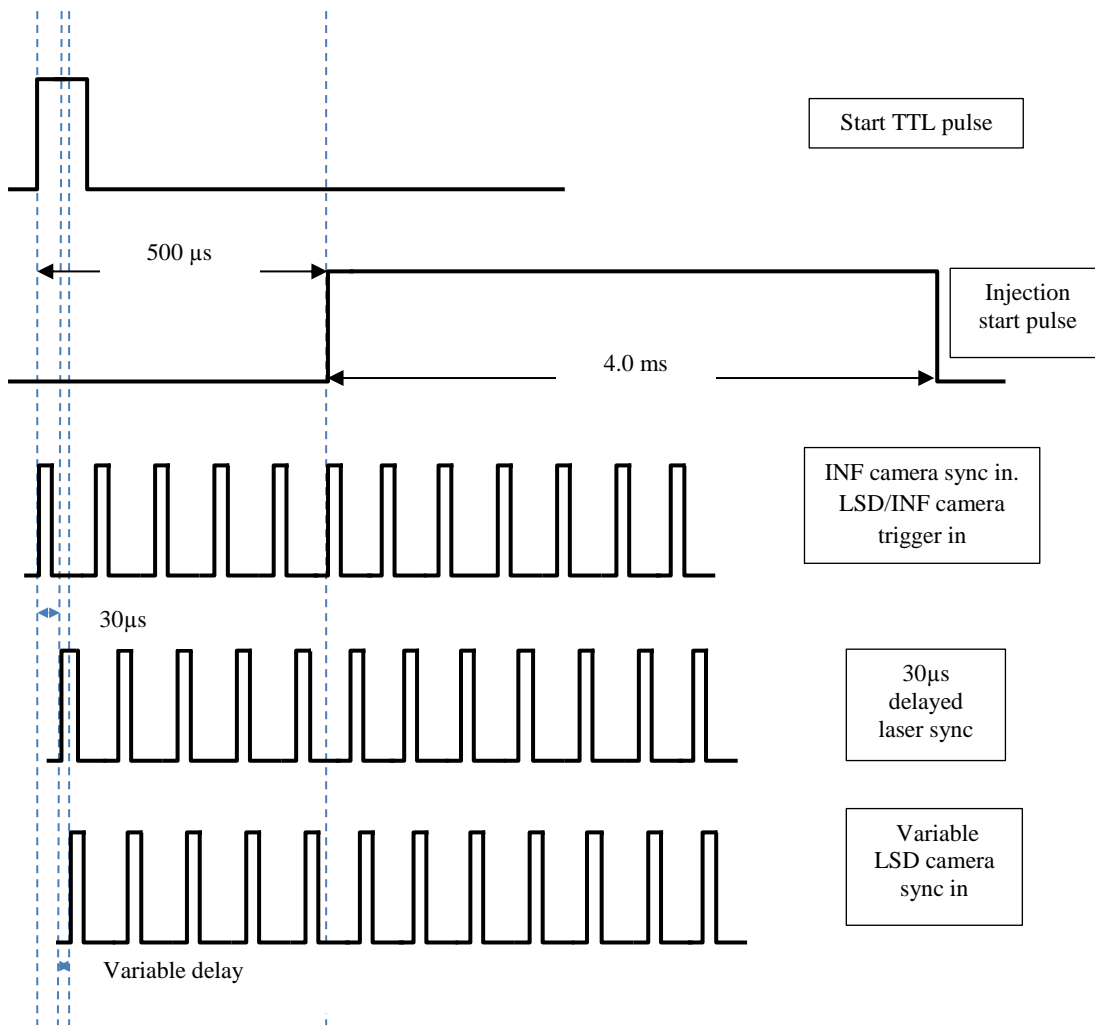 Start TTL pulse
500 µs
Injection
start pulse
4.0 ms
INF camera sync in.
LSD/INF camera
trigger in
30µs
30µs
delayed
laser sync
Variable
LSD camera
sync in
Variable delay